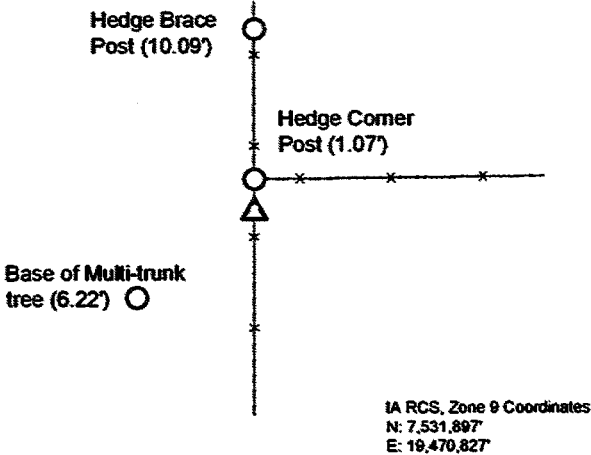 Hedge Brace
Post (10.09')
Hedge Corner
Post (1.07')
Base of Multi-trunk
tree (6.22')
IA RCS, Zone 9 Coordinates
N: 7,531,897'
E: 19,470,827'